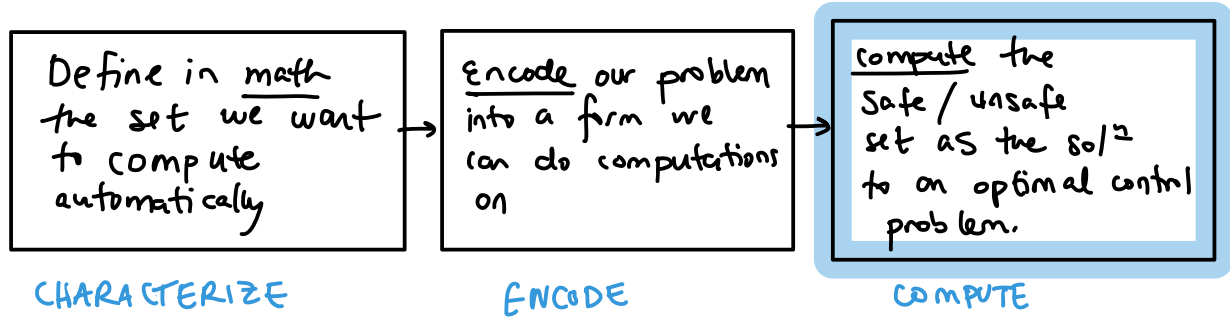 Define in math
the set we want
to compute
automatically
Encode our problem
into a form we
can do computations
on
compute the
safe / unsafe
set as the solⁿ
to an optimal control
problem.
CHARACTERIZE
ENCODE
COMPUTE